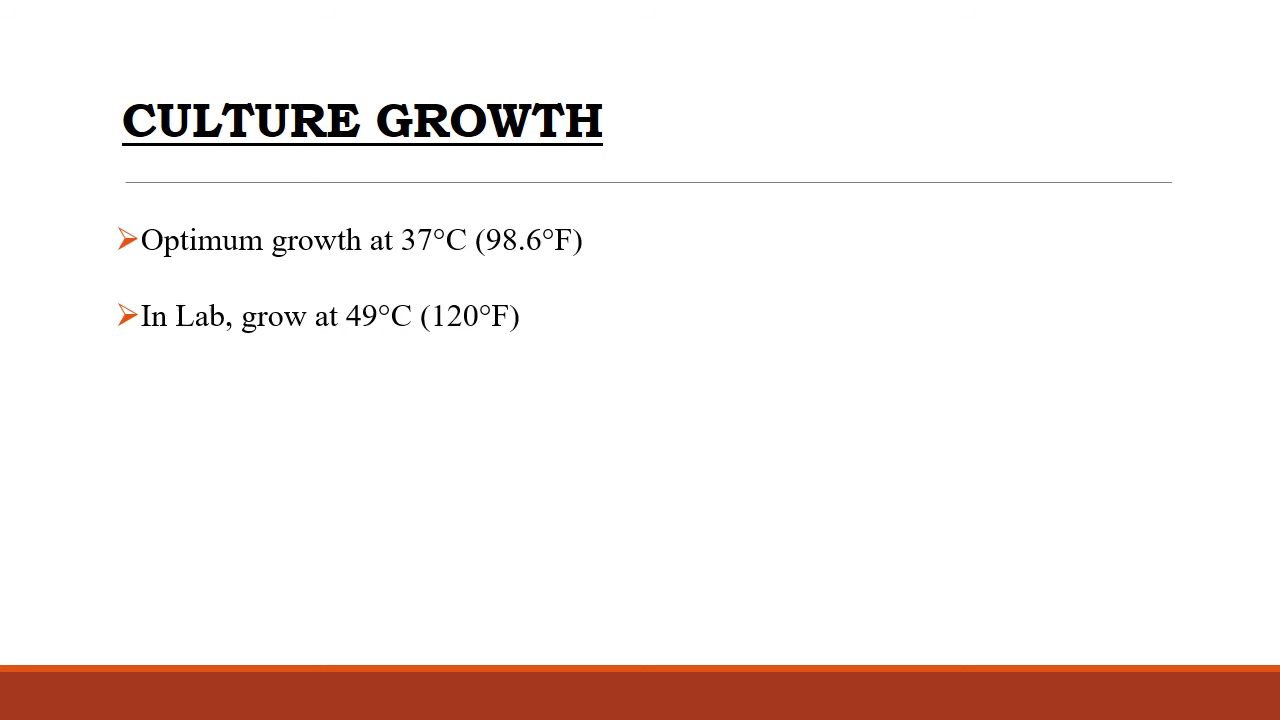 CULTURE GROWTH
➢Optimum growth at 37°C (98.6°F)
➢In Lab, grow at 49°C (120°F)